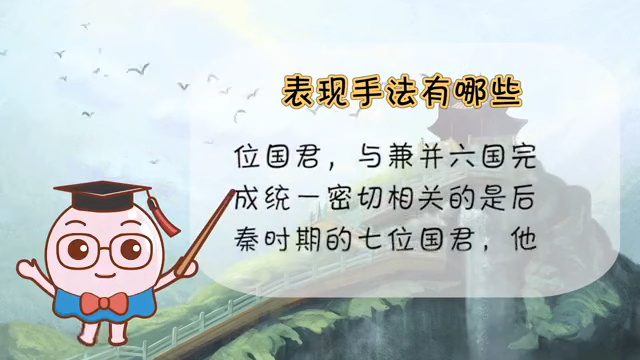 表现手法有哪些
位国君，与兼并六国完
成统一密切相关的是后
秦时期的七位国君，他